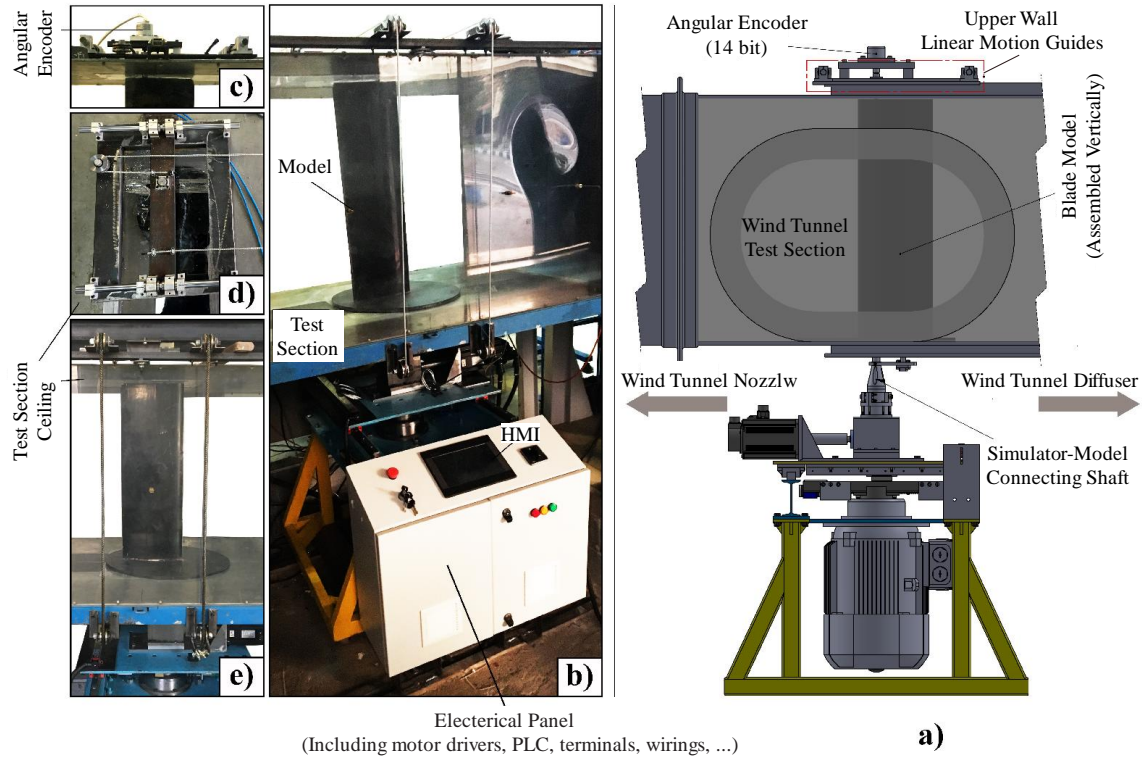 Angular
Encoder
c)
d)
Test Section
Ceiling
e)
Model
Test
Section
HMI
b)
Electerical Panel
(Including motor drivers, PLC, terminals, wirings, ...)
Angular Encoder
(14 bit)
Upper Wall
Linear Motion Guides
Blade Model
(Assembled Vertically)
Wind Tunnel
Test Section
Wind Tunnel Nozzlw
Wind Tunnel Diffuser
Simulator-Model
Connecting Shaft
a)